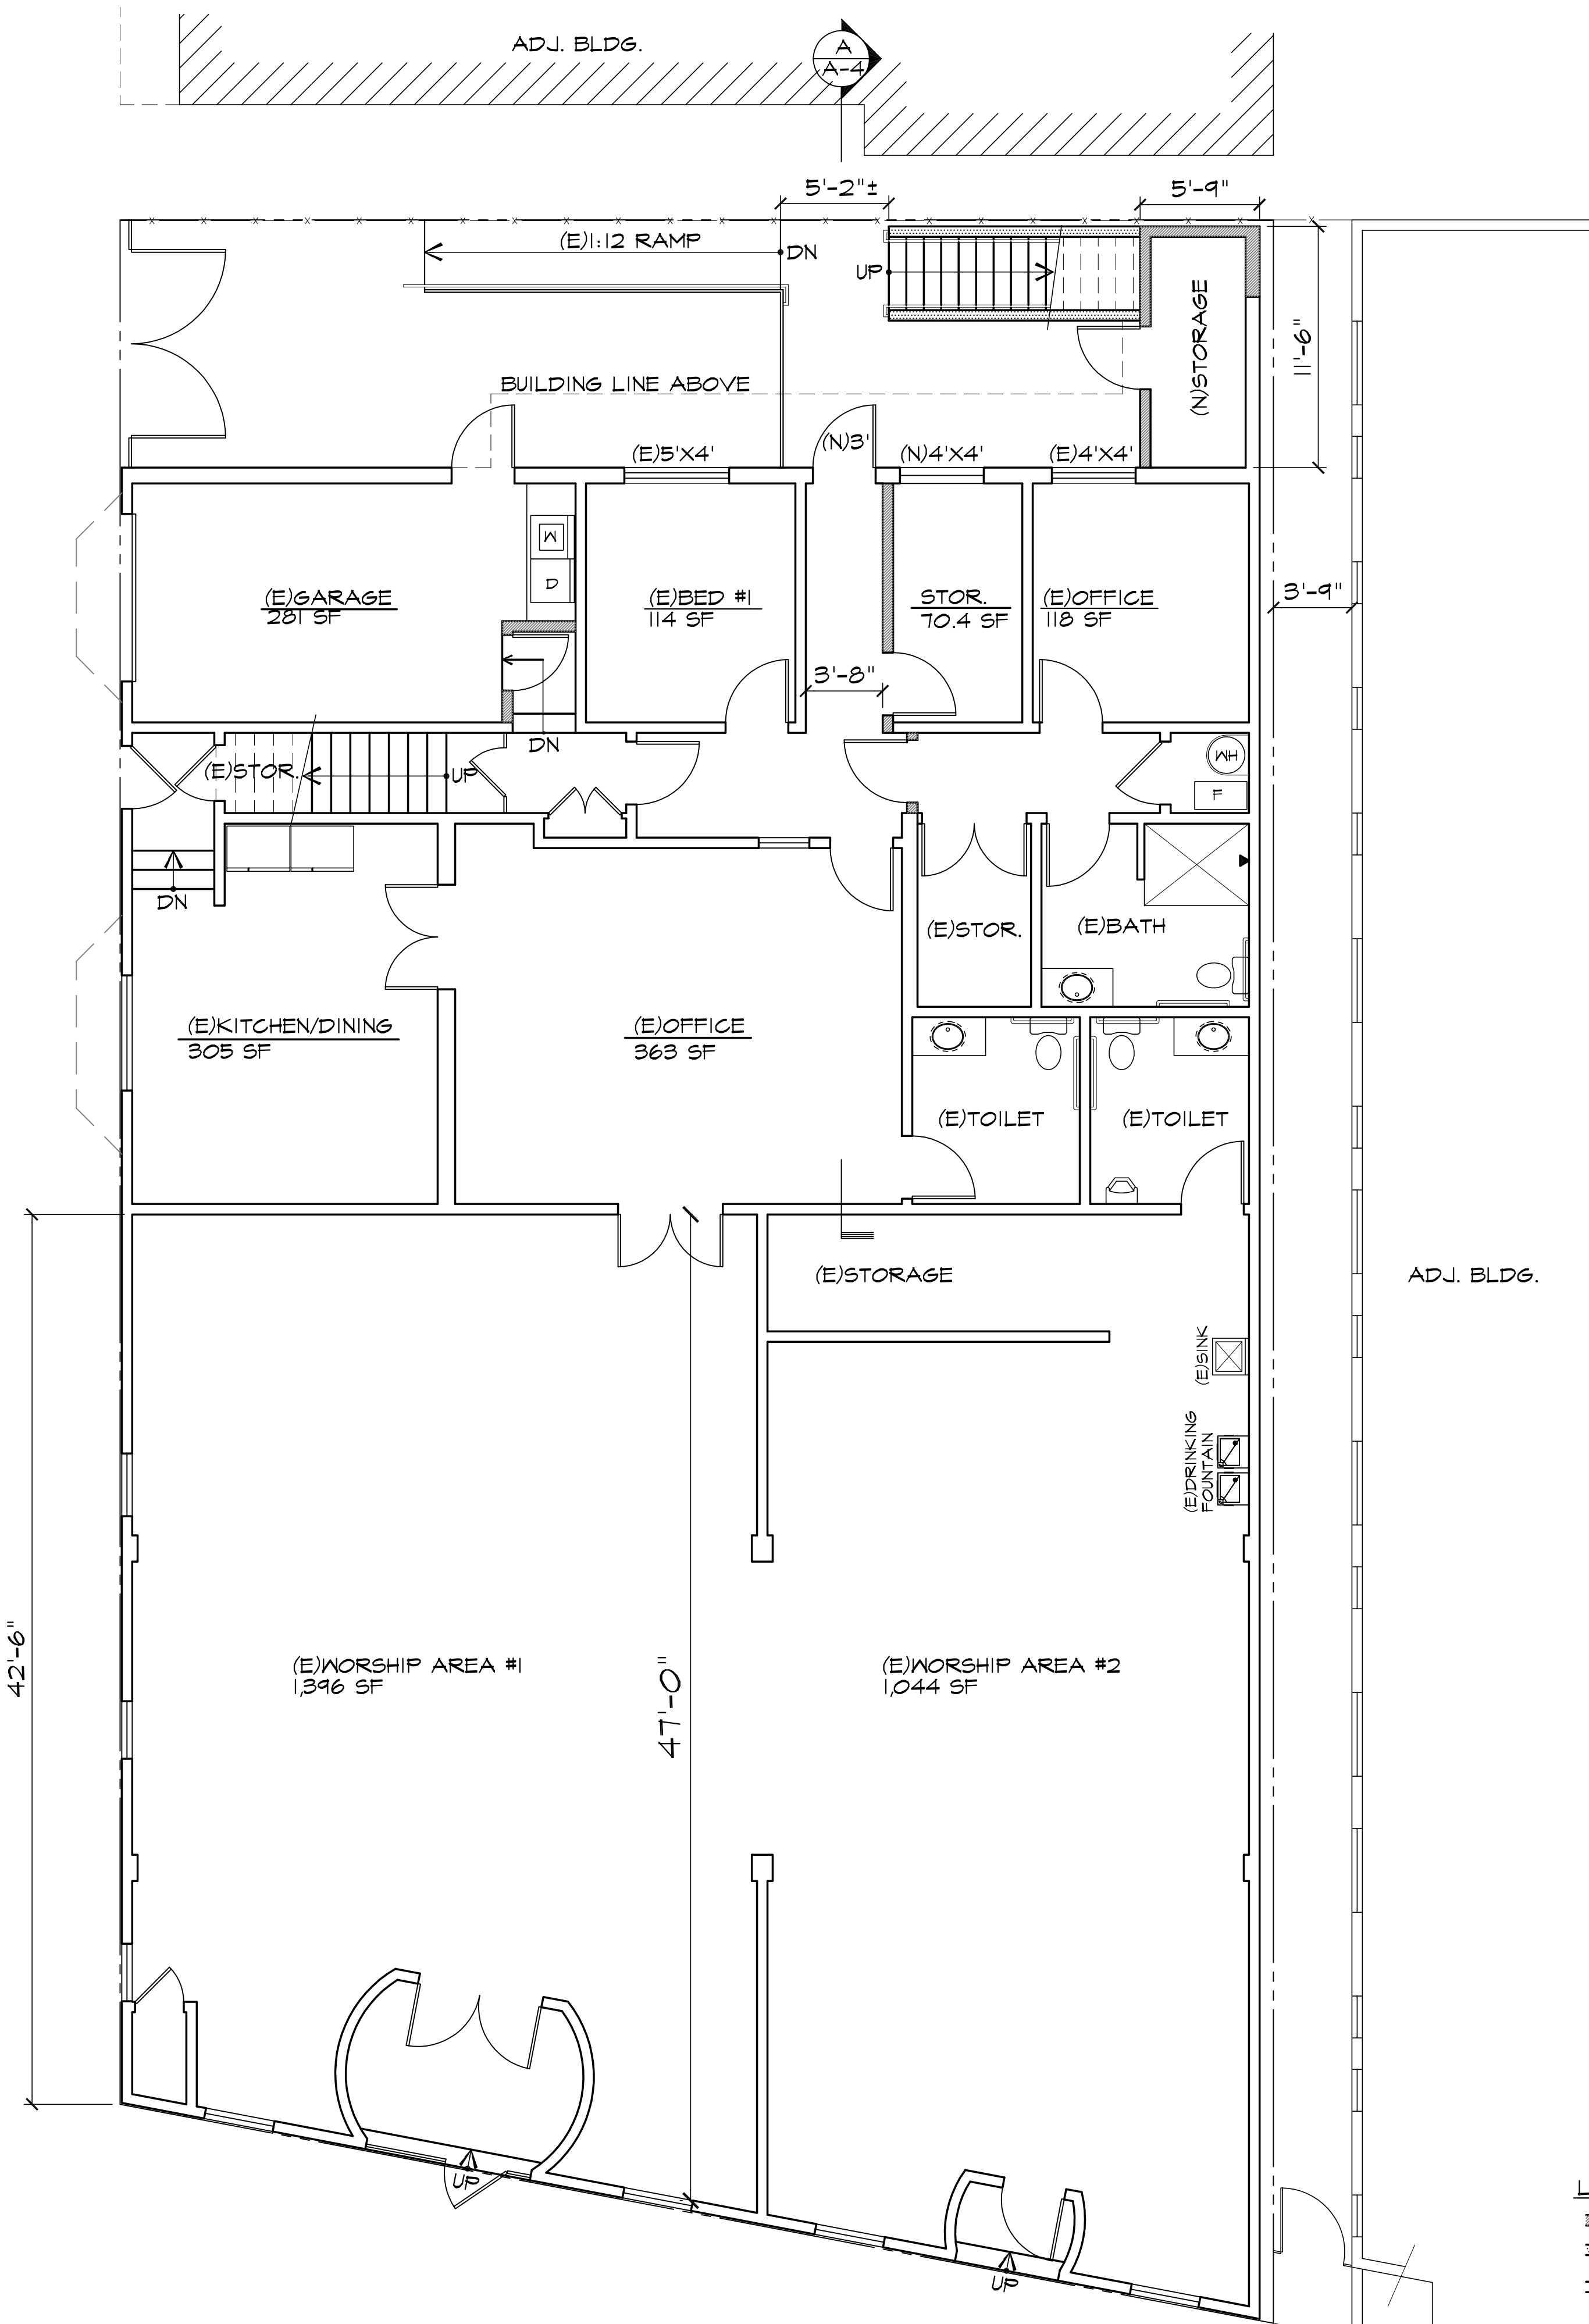 ADJ. BLDG.
A
A-4
5'-2"±
5'-9"
(E)1:12 RAMP
DN
UP
(N)STORAGE
11'-6"
BUILDING LINE ABOVE
(E)5'X4'
(N)3'
(N)4'X4'
(E)4'X4'
W
D
(E)GARAGE
281 SF
(E)BED #1
114 SF
STOR.
70.4 SF
(E)OFFICE
118 SF
3'-9"
3'-8"
DN
(E)STOR.
UP
WH
F
DN
(E)STOR.
(E)BATH
(E)KITCHEN/DINING
305 SF
(E)OFFICE
363 SF
(E)TOILET
(E)TOILET
(E)STORAGE
ADJ. BLDG.
(E)SINK
(E)DRINKING
FOUNTAIN
42'-6"
(E)WORSHIP AREA #1
1,396 SF
47'-0"
(E)WORSHIP AREA #2
1,044 SF
UP
UP